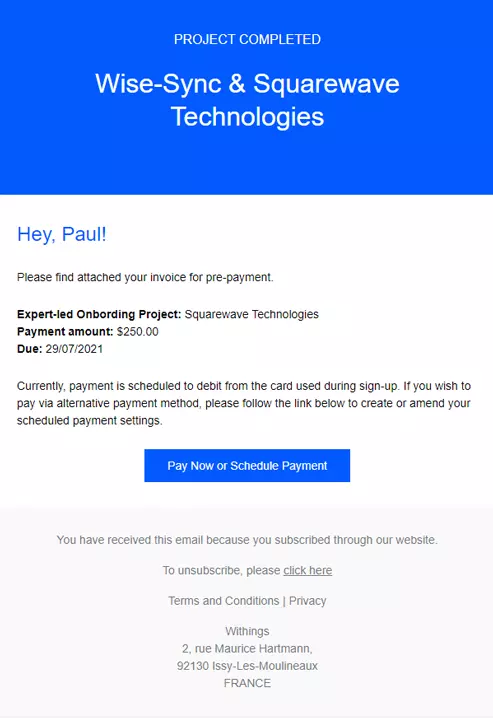 PROJECT COMPLETED
Wise-Sync & Squarewave
Technologies
Hey, Paul!
Please find attached your invoice for pre-payment.
Expert-led Onbording Project: Squarewave Technologies
Payment amount: $250.00
Due: 29/07/2021
Currently, payment is scheduled to debit from the card used during sign-up. If you wish to
pay via alternative payment method, please follow the link below to create or amend your
scheduled payment settings.
Pay Now or Schedule Payment
You have received this email because you subscribed through our website.
To unsubscribe, please click here
Terms and Conditions | Privacy
Withings
2, rue Maurice Hartmann,
92130 Issy-Les-Moulineaux
FRANCE